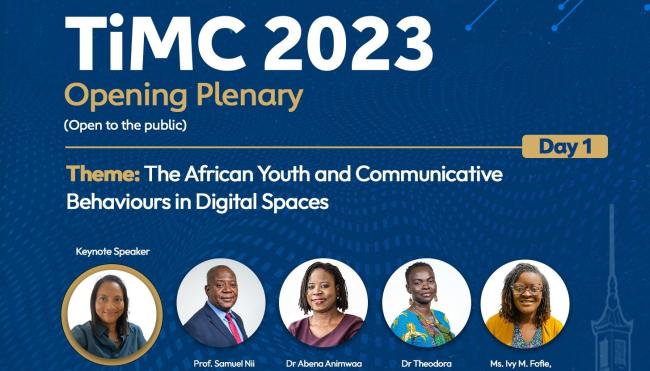 TiMC 2023
Opening Plenary
(Open to the public)
Day 1
Theme: The African Youth and Communicative
Behaviours in Digital Spaces
Keynote Speaker
Prof. Samuel Nii
Dr Abena Animwaa
Dr Theodora
Ms. Ivy M. Fofie,